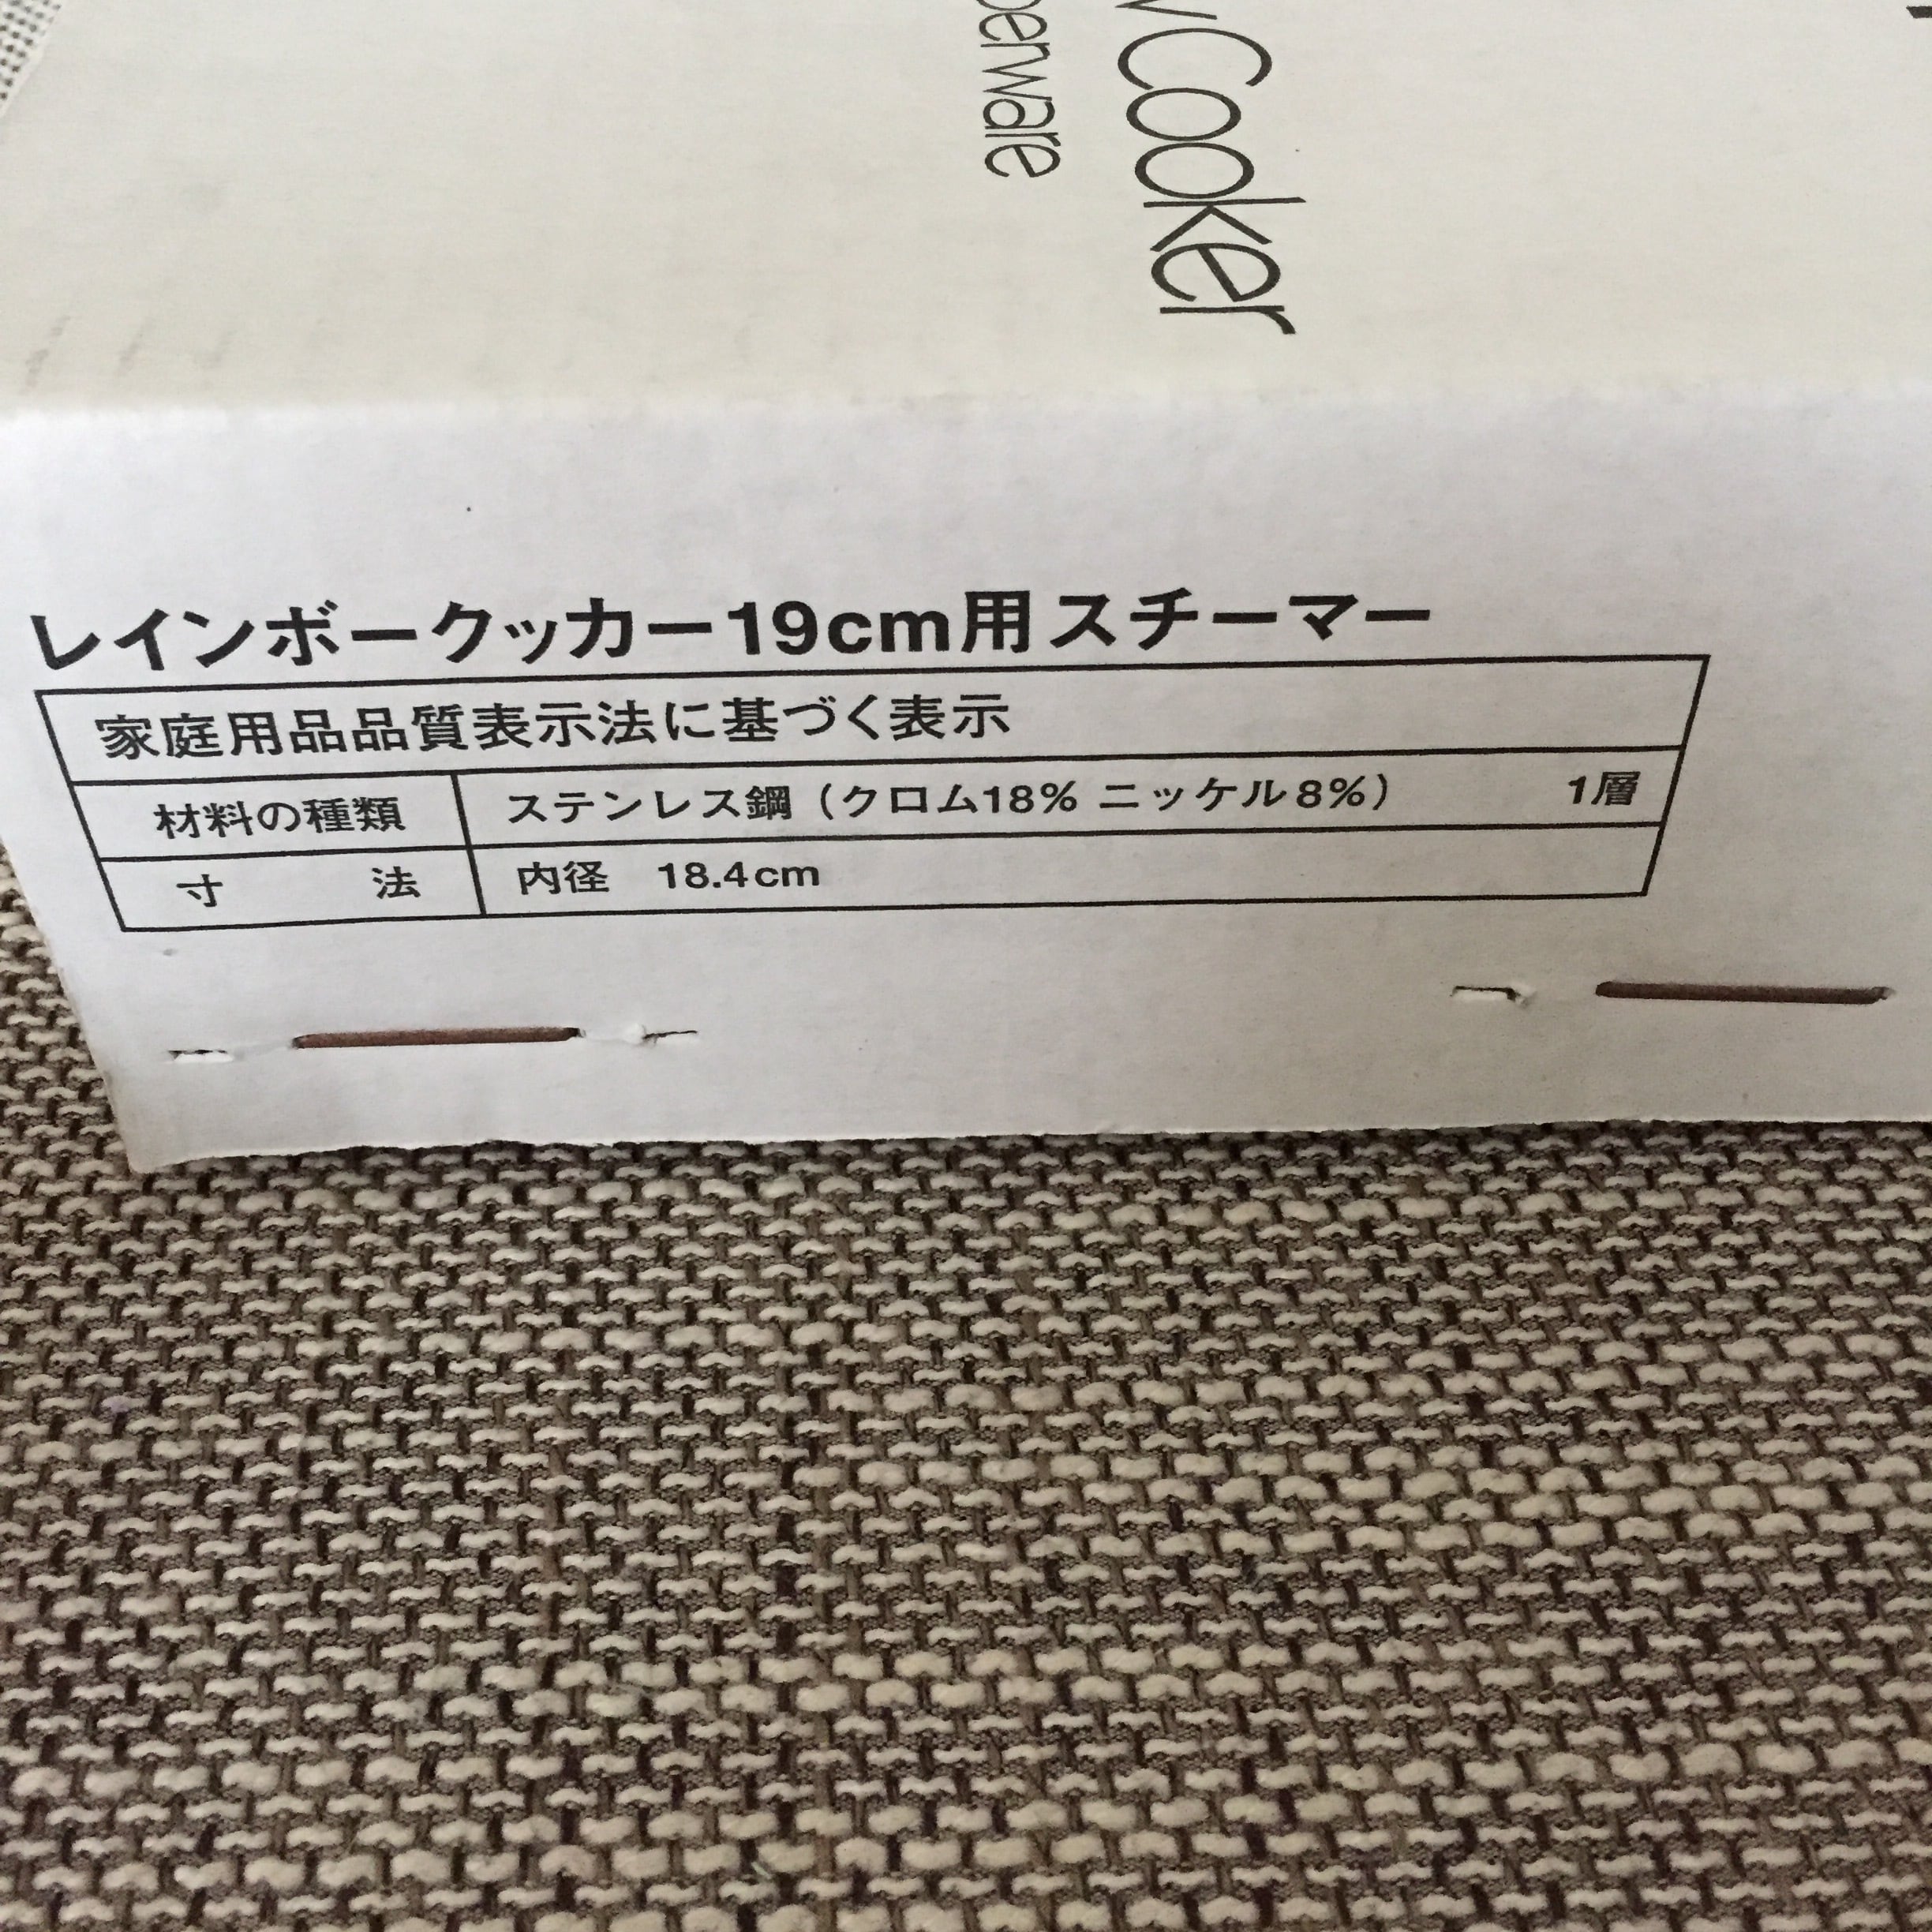 Cooker
レインボークッカー19cm用スチーマー
家庭用品品質表示法に基づく表示
材料の種類 ステンレス鋼（クロム18% ニッケル8%） 1層
寸 法 内径 18.4cm